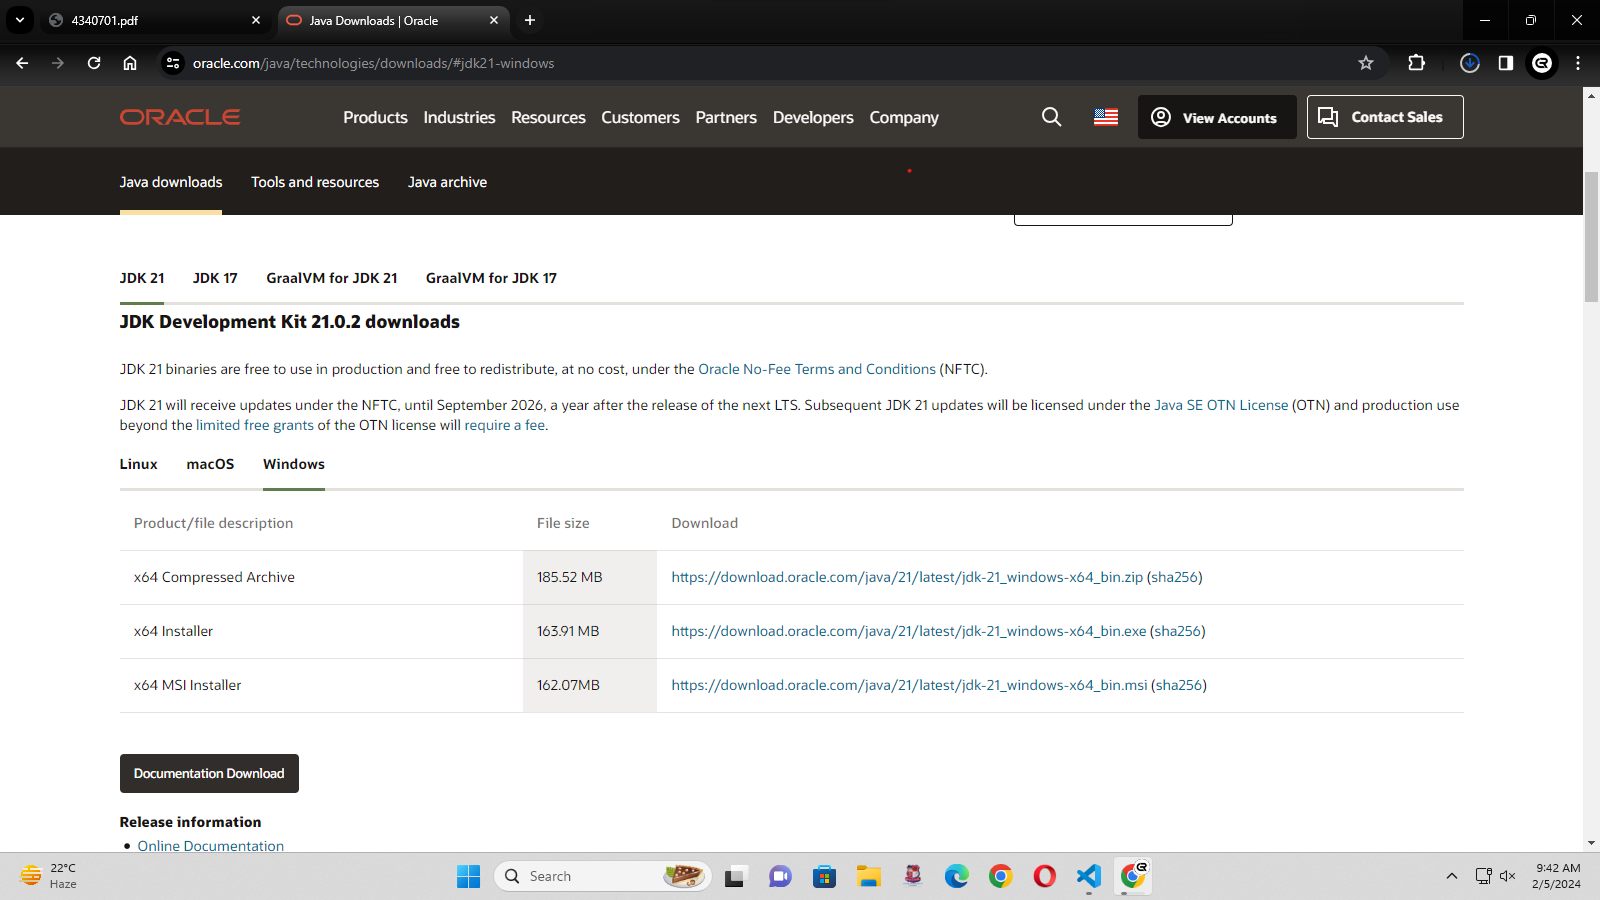 4340701.pdf
Java Downloads | Oracle
oracle.com/java/technologies/downloads/#jdk21-windows
ORACLE
Products Industries Resources Customers Partners Developers Company
View Accounts
Contact Sales
Java downloads Tools and resources Java archive
JDK 21 JDK 17 GraalVM for JDK 21 GraalVM for JDK 17
JDK Development Kit 21.0.2 downloads
JDK 21 binaries are free to use in production and free to redistribute, at no cost, under the Oracle No-Fee Terms and Conditions (NFTC).
JDK 21 will receive updates under the NFTC, until September 2026, a year after the release of the next LTS. Subsequent JDK 21 updates will be licensed under the Java SE OTN License (OTN) and production use
beyond the limited free grants of the OTN license will require a fee.
Linux macOS Windows
Product/file description File size Download
x64 Compressed Archive 185.52 MB https://download.oracle.com/java/21/latest/jdk-21_windows-x64_bin.zip (sha256)
x64 Installer 163.91 MB https://download.oracle.com/java/21/latest/jdk-21_windows-x64_bin.exe (sha256)
x64 MSI Installer 162.07MB https://download.oracle.com/java/21/latest/jdk-21_windows-x64_bin.msi (sha256)
Documentation Download
Release information
• Online Documentation
22°C
Haze
Search
9:42 AM
2/5/2024